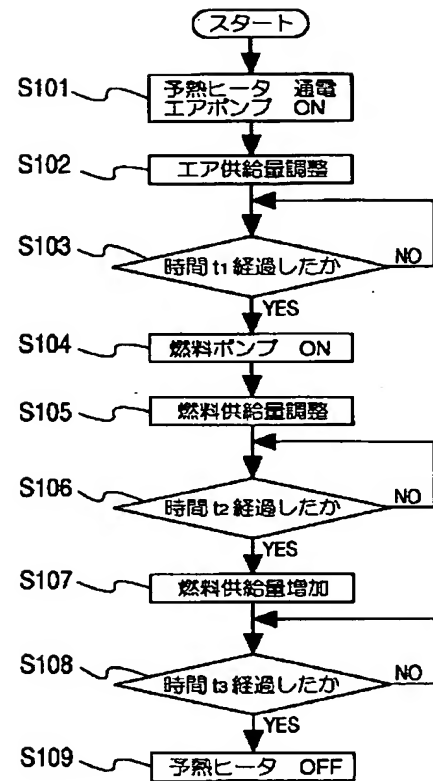 スタート
S101
予熱ヒータ 通電
エアポンプ ON
S102
エア供給量調整
S103
時間t1経過したか
NO
YES
S104
燃料ポンプ ON
S105
燃料供給量調整
S106
時間t2経過したか
NO
YES
S107
燃料供給量増加
S108
時間t3経過したか
NO
YES
S109
予熱ヒータ OFF